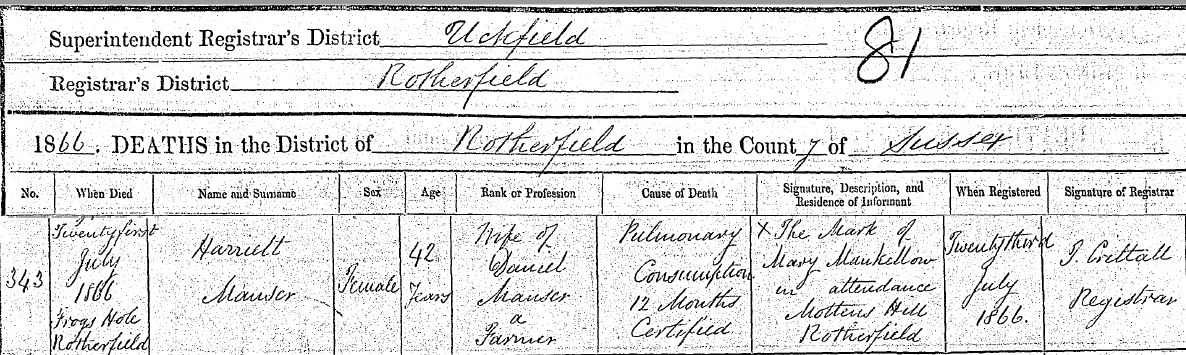 Superintendent Registrar's District Uckfield
81
Registrar's District Rotherfield
1866. DEATHS in the District of Rotherfield in the County of Sussex
No. When Died Name and Surname Sex Age Rank or Profession Cause of Death Signature, Description, and Residence of Informant When Registered Signature of Registrar
343
Twenty first
July
1866
Frogs Hole
Rotherfield
Harriett
Manser
Female
42
Years
Wife of
Daniel
Manser
a
Farmer
Pulmonary
Consumption
12 Months
Certified
X The Mark of
Mary Mankellow
in attendance
Mottens Hill
Rotherfield
Twenty third
July
1866.
Crittall
Registrar